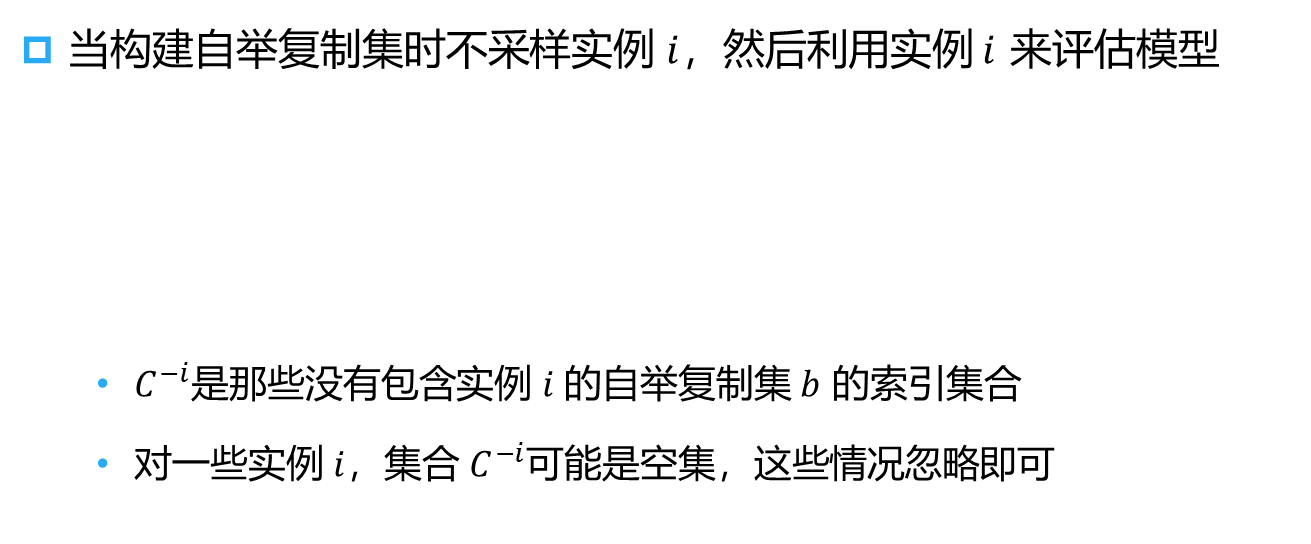 当构建自举复制集时不采样实例 i，然后利用实例 i 来评估模型
C⁻ⁱ是那些没有包含实例 i 的自举复制集 b 的索引集合
对一些实例 i，集合 C⁻ⁱ可能是空集，这些情况忽略即可